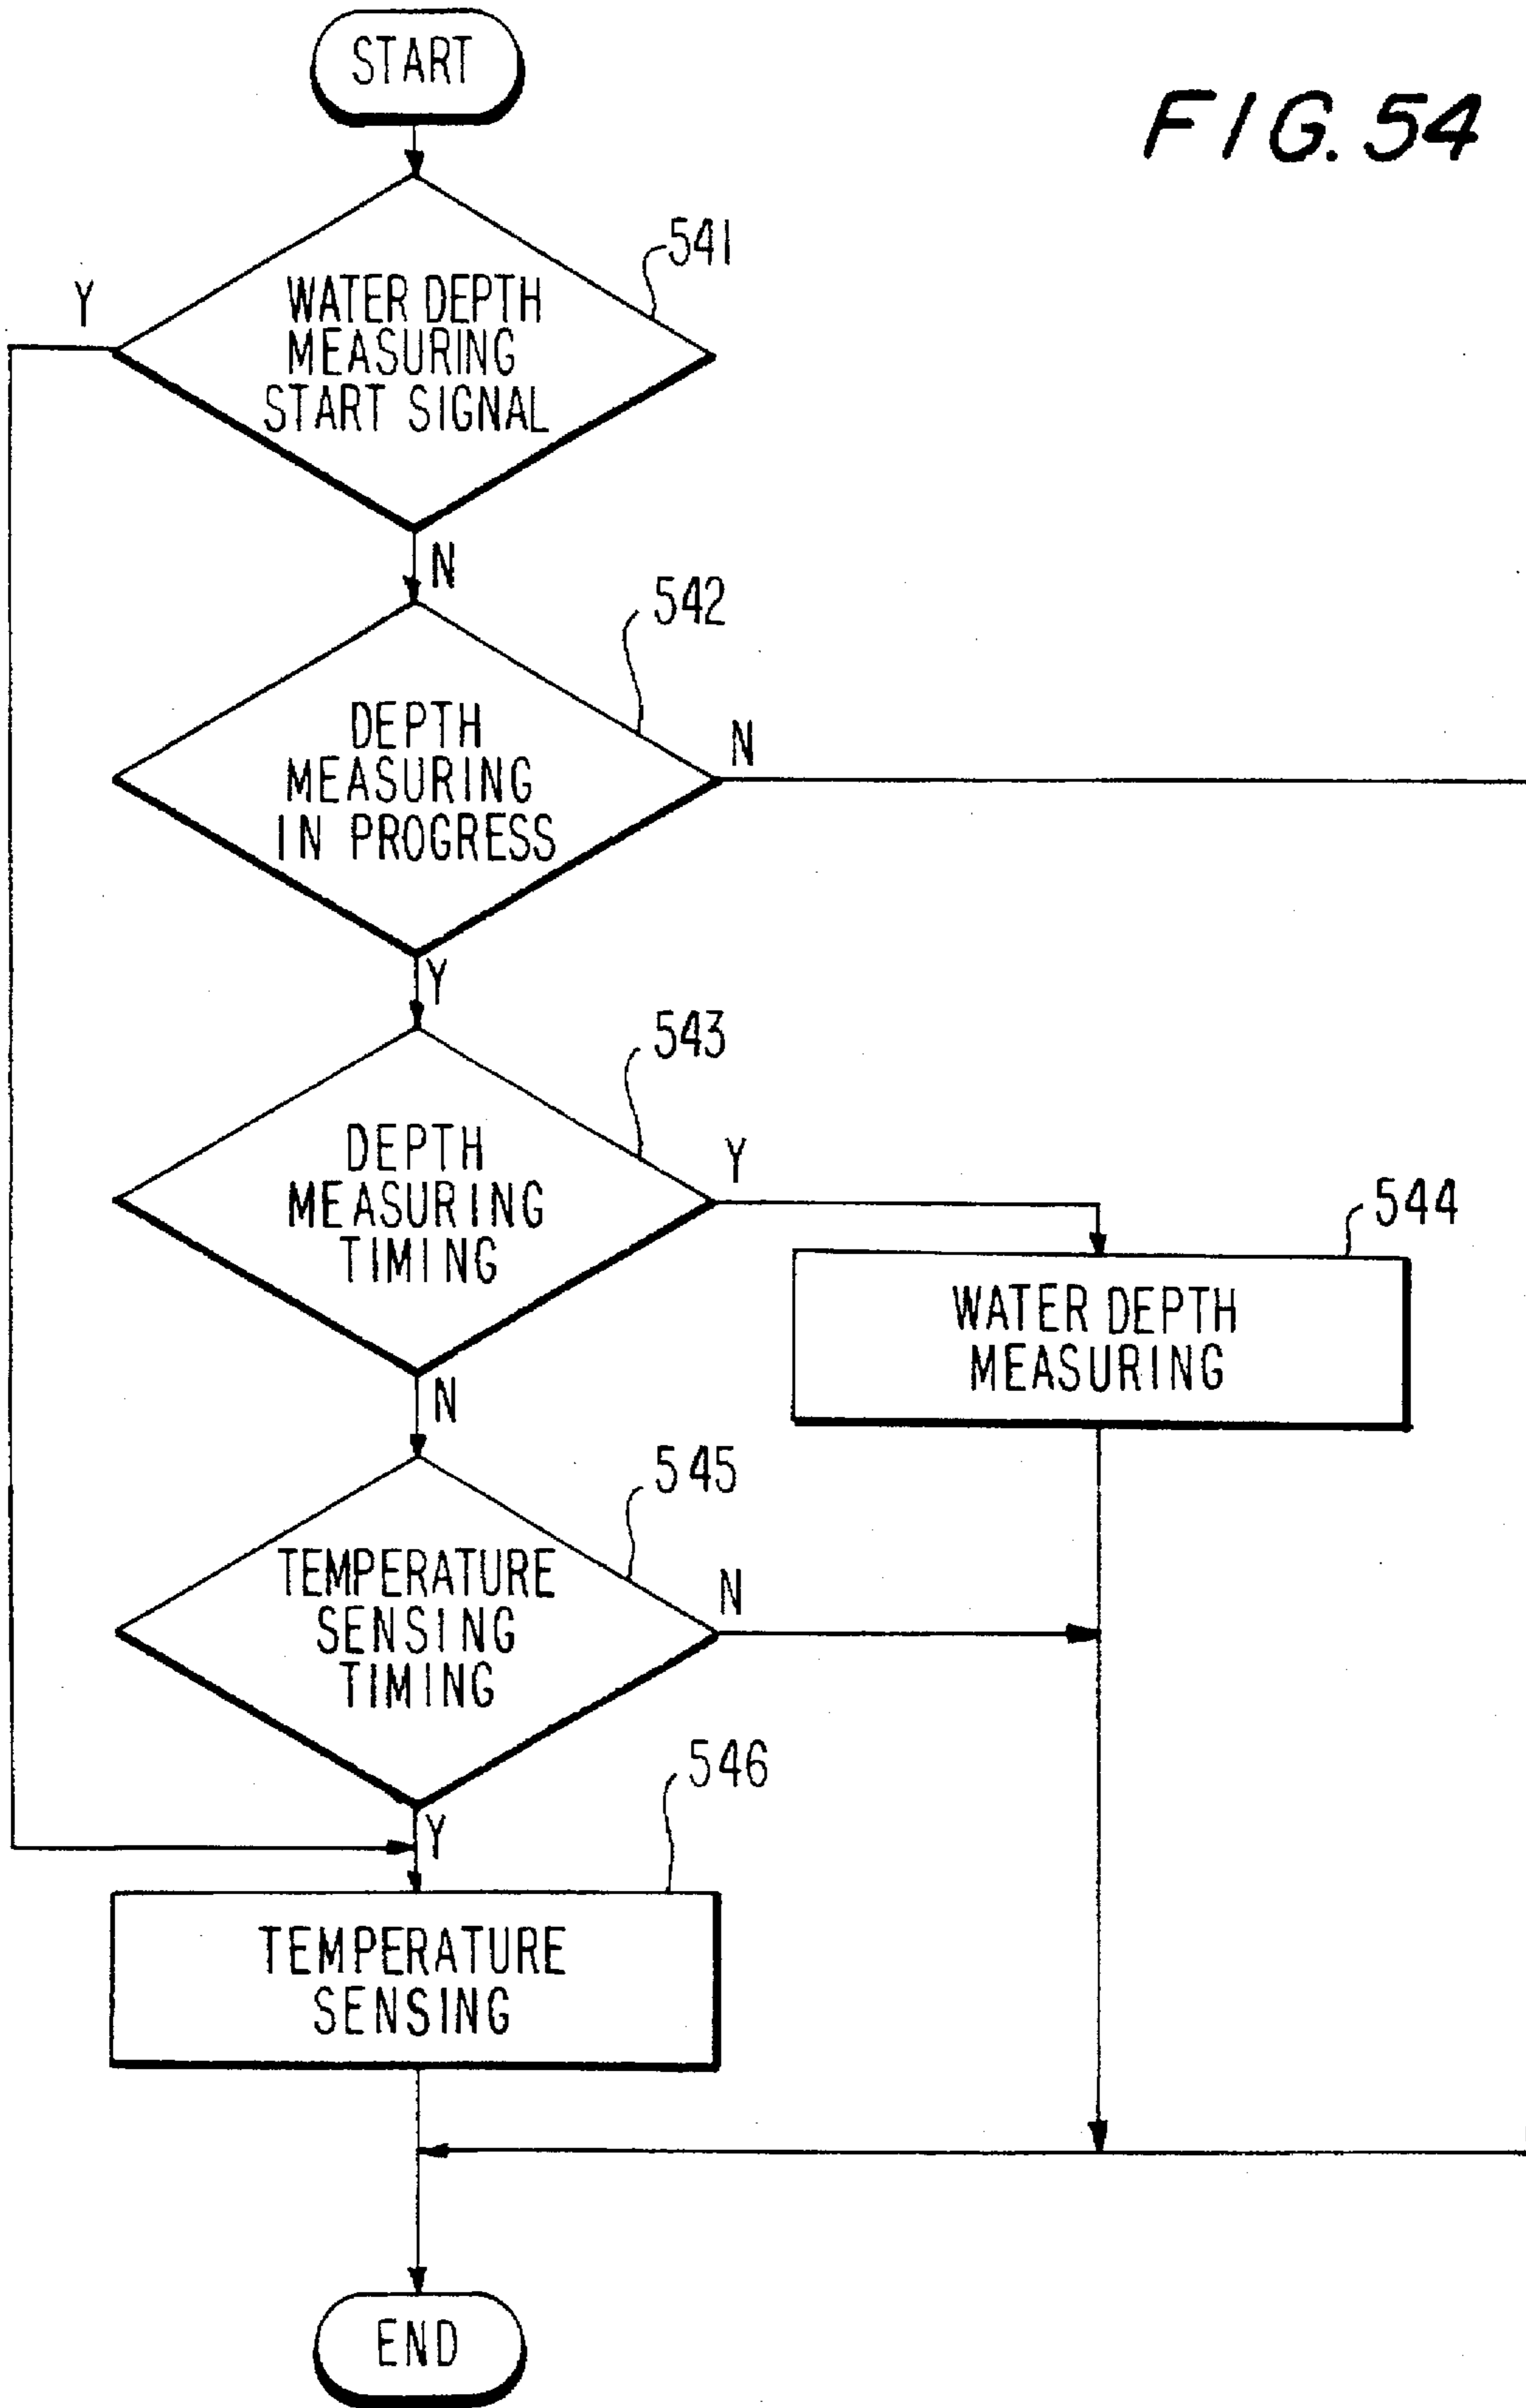 START
FIG. 54
541
Y
WATER DEPTH
MEASURING
START SIGNAL
N
542
DEPTH
MEASURING
IN PROGRESS
N
Y
543
DEPTH
MEASURING
TIMING
Y
544
WATER DEPTH
MEASURING
N
545
TEMPERATURE
SENSING
TIMING
N
546
Y
TEMPERATURE
SENSING
END